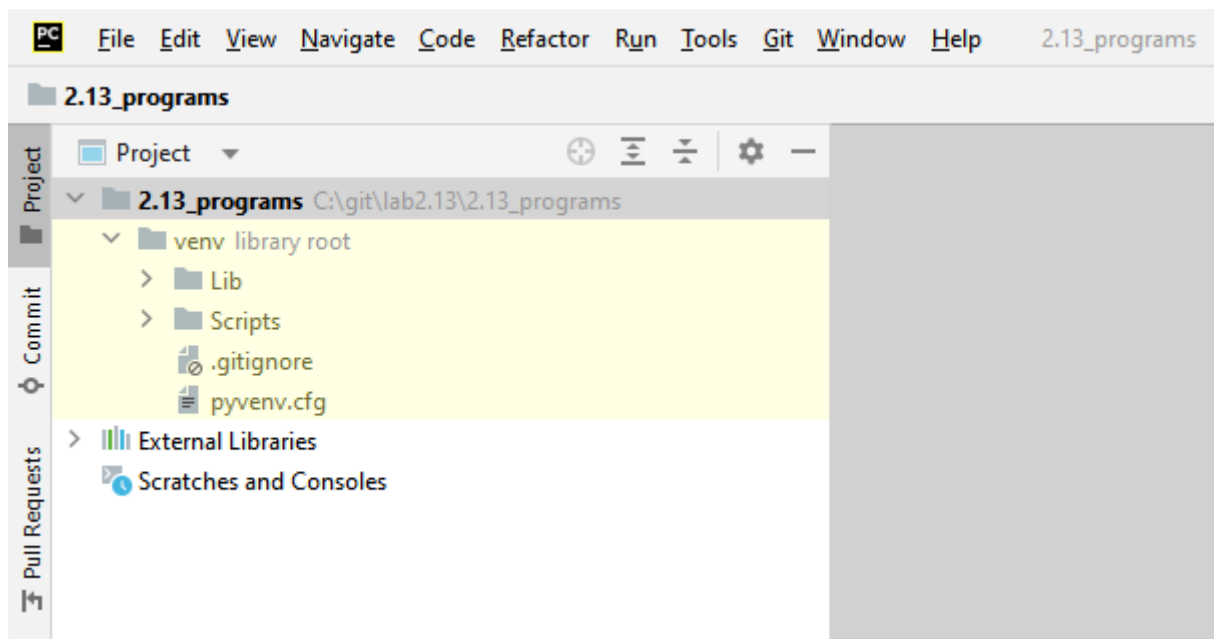 PC File Edit View Navigate Code Refactor Run Tools Git Window Help 2.13_programs
2.13_programs
Project
Project
2.13_programs C:\git\lab2.13\2.13_programs
venv library root
Lib
Commit
Scripts
.gitignore
pyvenv.cfg
External Libraries
Pull Requests
Scratches and Consoles